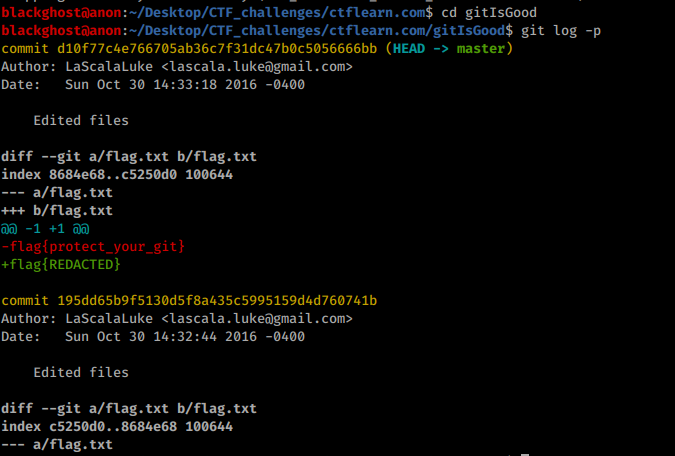 blackghost@anon:~/Desktop/CTF_challenges/ctflearn.com$ cd gitIsGood
blackghost@anon:~/Desktop/CTF_challenges/ctflearn.com/gitIsGood$ git log -p
commit d10f77c4e766705ab36c7f31dc47b0c5056666bb (HEAD -> master)
Author: LaScalaLuke <lascala.luke@gmail.com>
Date:   Sun Oct 30 14:33:18 2016 -0400
    Edited files
diff --git a/flag.txt b/flag.txt
index 8684e68..c5250d0 100644
--- a/flag.txt
+++ b/flag.txt
@@ -1 +1 @@
-flag{protect_your_git}
+flag{REDACTED}
commit 195dd65b9f5130d5f8a435c5995159d4d760741b
Author: LaScalaLuke <lascala.luke@gmail.com>
Date:   Sun Oct 30 14:32:44 2016 -0400
    Edited files
diff --git a/flag.txt b/flag.txt
index c5250d0..8684e68 100644
--- a/flag.txt